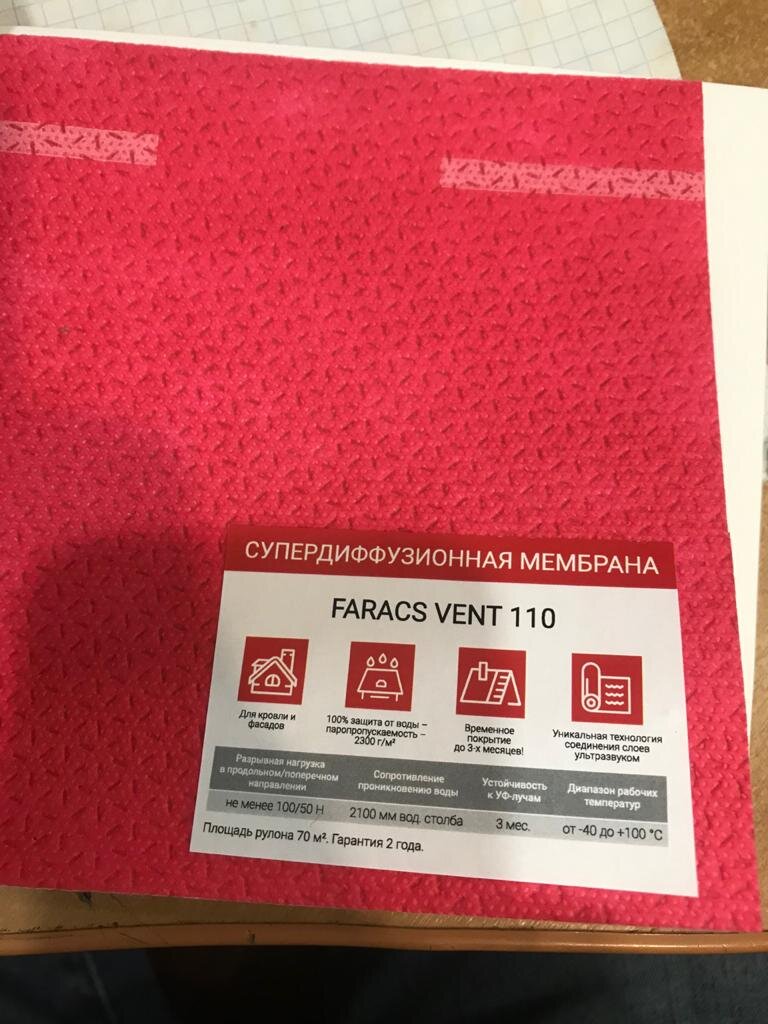 СУПЕРДИФФУЗИОННАЯ МЕМБРАНА
FARACS VENT 110
Для кровли и
фасадов
100% защита от воды –
паропропускаемость –
2300 г/м²
Временное
покрытие
до 3-х месяцев!
Уникальная технология
соединения слоев
ультразвуком
Разрывная нагрузка
в продольном/поперечном
направлении
Сопротивление
проникновению воды
Устойчивость
к УФ-лучам
Диапазон рабочих
температур
не менее 100/50 Н
2100 мм вод. столба
3 мес.
от -40 до +100 °C
Площадь рулона 70 м². Гарантия 2 года.